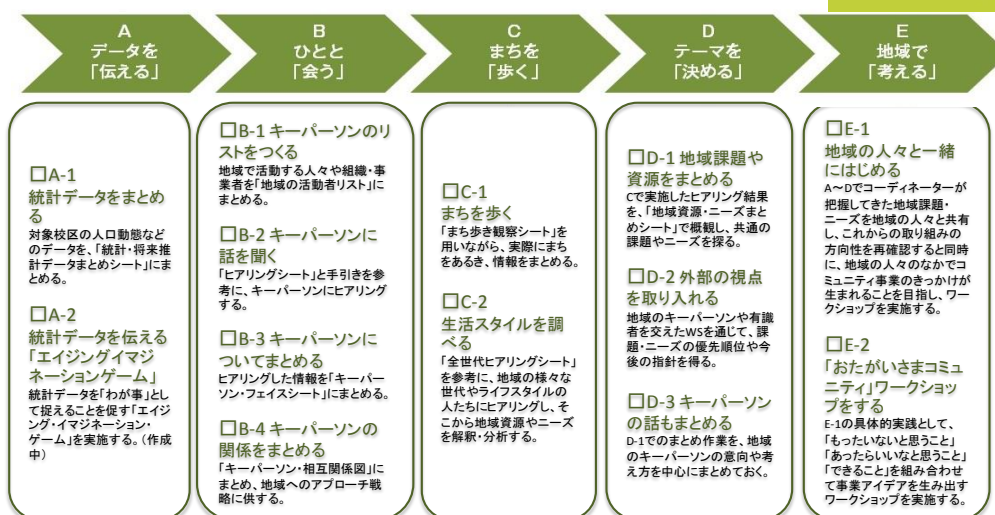 A
データを
「伝える」
B
ひとと
「会う」
C
まちを
「歩く」
D
テーマを
「決める」
E
地域で
「考える」
□A-1
統計データをまとめ
る
対象校区の人口動態など
のデータを、「統計・将来推
計データまとめシート」にま
とめる。
□A-2
統計データを伝える
「エイジングイマジ
ネーションゲーム」
統計データを「わが事」とし
て捉えることを促す「エイジ
ング・イマジネーション・
ゲーム」を実施する。(作成
中)
□B-1 キーパーソンのリ
ストをつくる
地域で活動する人々や組織・事
業者を「地域の活動者リスト」に
まとめる。
□B-2 キーパーソンに
話を聞く
「ヒアリングシート」と手引きを参
考に、キーパーソンにヒアリング
する。
□B-3 キーパーソンに
ついてまとめる
ヒアリングした情報を「キーパー
ソン・フェイスシート」にまとめる。
□B-4 キーパーソンの
関係をまとめる
「キーパーソン・相互関係図」に
まとめ、地域へのアプローチ戦
略に供する。
□C-1
まちを歩く
「まち歩き観察シート」を
用いながら、実際にまち
をあるき、情報をまとめる。
□C-2
生活スタイルを調
べる
「全世代ヒアリングシート」
を参考に、地域の様々な
世代やライフスタイルの
人たちにヒアリングし、そ
こから地域資源やニーズ
を解釈・分析する。
□D-1 地域課題や
資源をまとめる
Cで実施したヒアリング結果
を、「地域資源・ニーズまと
めシート」で概観し、共通の
課題やニーズを探る。
□D-2 外部の視点
を取り入れる
地域のキーパーソンや有識
者を交えたWSを通じて、課
題・ニーズの優先順位や今
後の指針を得る。
□D-3 キーパーソン
の話もまとめる
D-1でのまとめ作業を、地域
のキーパーソンの意向や考
え方を中心にまとめておく。
□E-1
地域の人々と一緒
にはじめる
A～Dでコーディネーターが
把握してきた地域課題・
ニーズを地域の人々と共有
し、これからの取り組みの
方向性を再確認すると同時
に、地域の人々のなかでコ
ミュニティ事業のきっかけが
生まれることを目指し、ワー
クショップを実施する。
□E-2
「おたがいさまコミュ
ニティ」ワークショッ
プをする
E-1の具体的実践として、
「もったいないと思うこと」
「あったらいいなと思うこと」
「できること」を組み合わせ
て事業アイデアを生み出す
ワークショップを実施する。